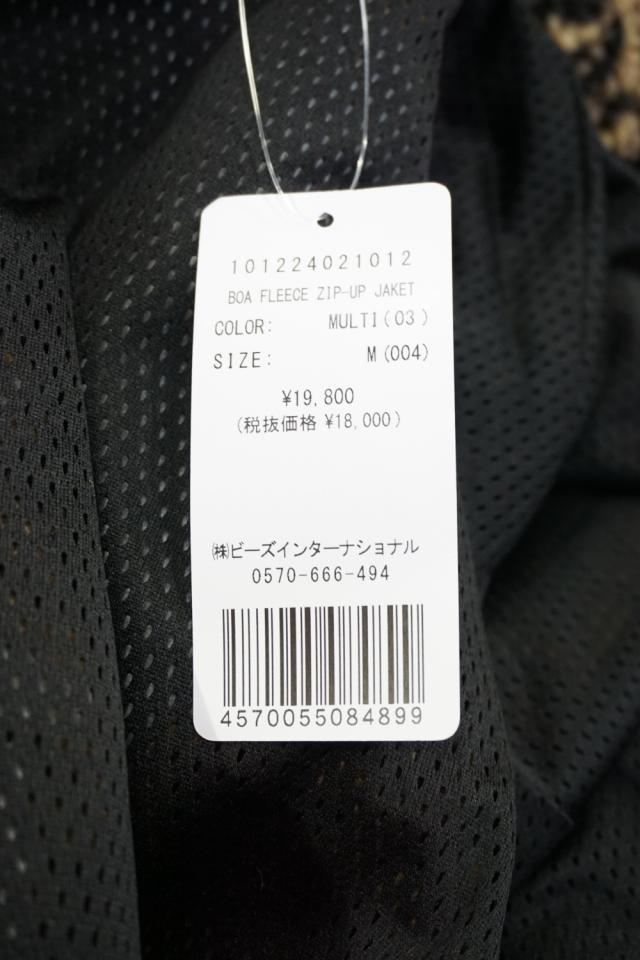 101224021012
BOA FLEECE ZIP-UP JAKET
COLOR: MULTI(03)
SIZE: M(004)
¥19,800
(税抜価格 ¥18,000)
㈱ビーズインターナショナル
0570-666-494
4570055084899